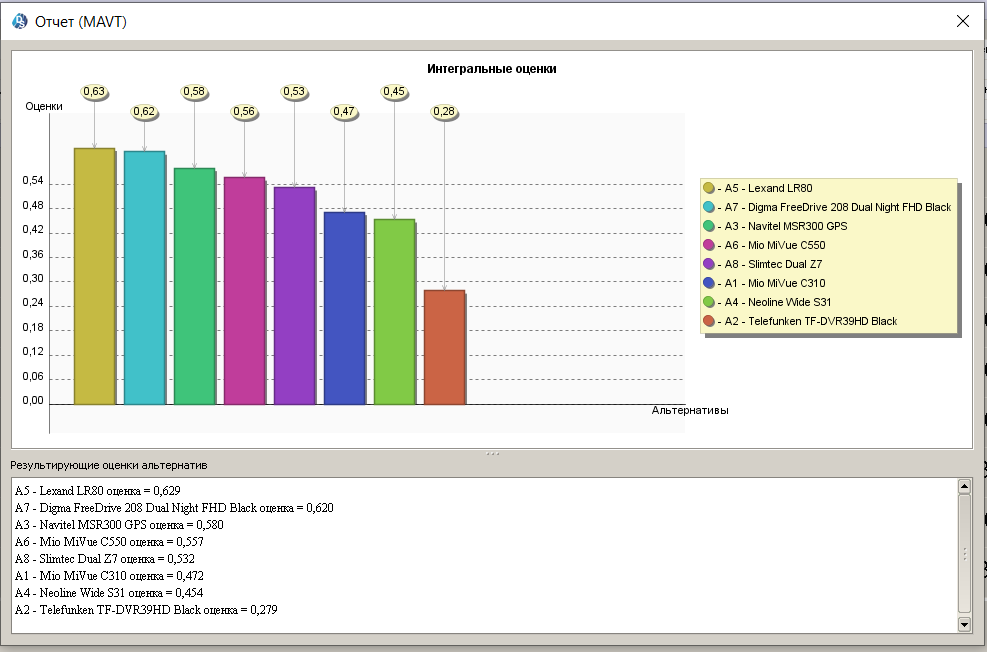 Отчет (MAVT)
Интегральные оценки
Оценки
0,63
0,62
0,58
0,56
0,53
0,47
0,45
0,28
0,54
0,48
0,42
0,36
0,30
0,24
0,18
0,12
0,06
0,00
Альтернативы
- A5 - Lexand LR80
- A7 - Digma FreeDrive 208 Dual Night FHD Black
- A3 - Navitel MSR300 GPS
- A6 - Mio MiVue C550
- A8 - Slimtec Dual Z7
- A1 - Mio MiVue C310
- A4 - Neoline Wide S31
- A2 - Telefunken TF-DVR39HD Black
Результирующие оценки альтернатив
A5 - Lexand LR80 оценка = 0,629
A7 - Digma FreeDrive 208 Dual Night FHD Black оценка = 0,620
A3 - Navitel MSR300 GPS оценка = 0,580
A6 - Mio MiVue C550 оценка = 0,557
A8 - Slimtec Dual Z7 оценка = 0,532
A1 - Mio MiVue C310 оценка = 0,472
A4 - Neoline Wide S31 оценка = 0,454
A2 - Telefunken TF-DVR39HD Black оценка = 0,279